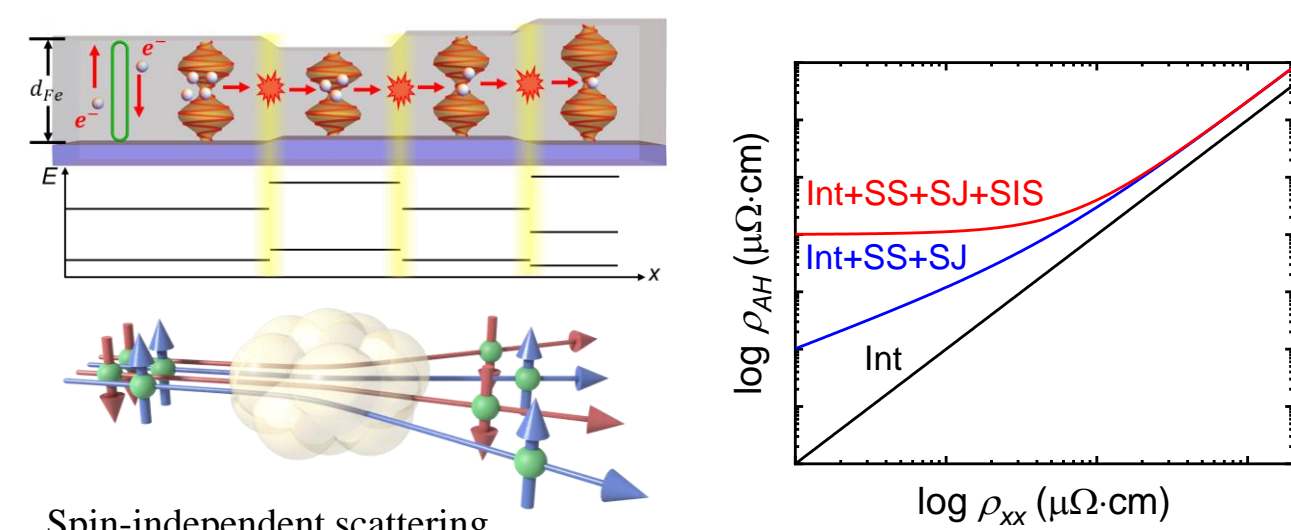 e⁻
d_Fe
e⁻
E
x
Spin-independent scattering
log ρ_AH (μΩ·cm)
Int+SS+SJ+SIS
Int+SS+SJ
Int
log ρ_xx (μΩ·cm)